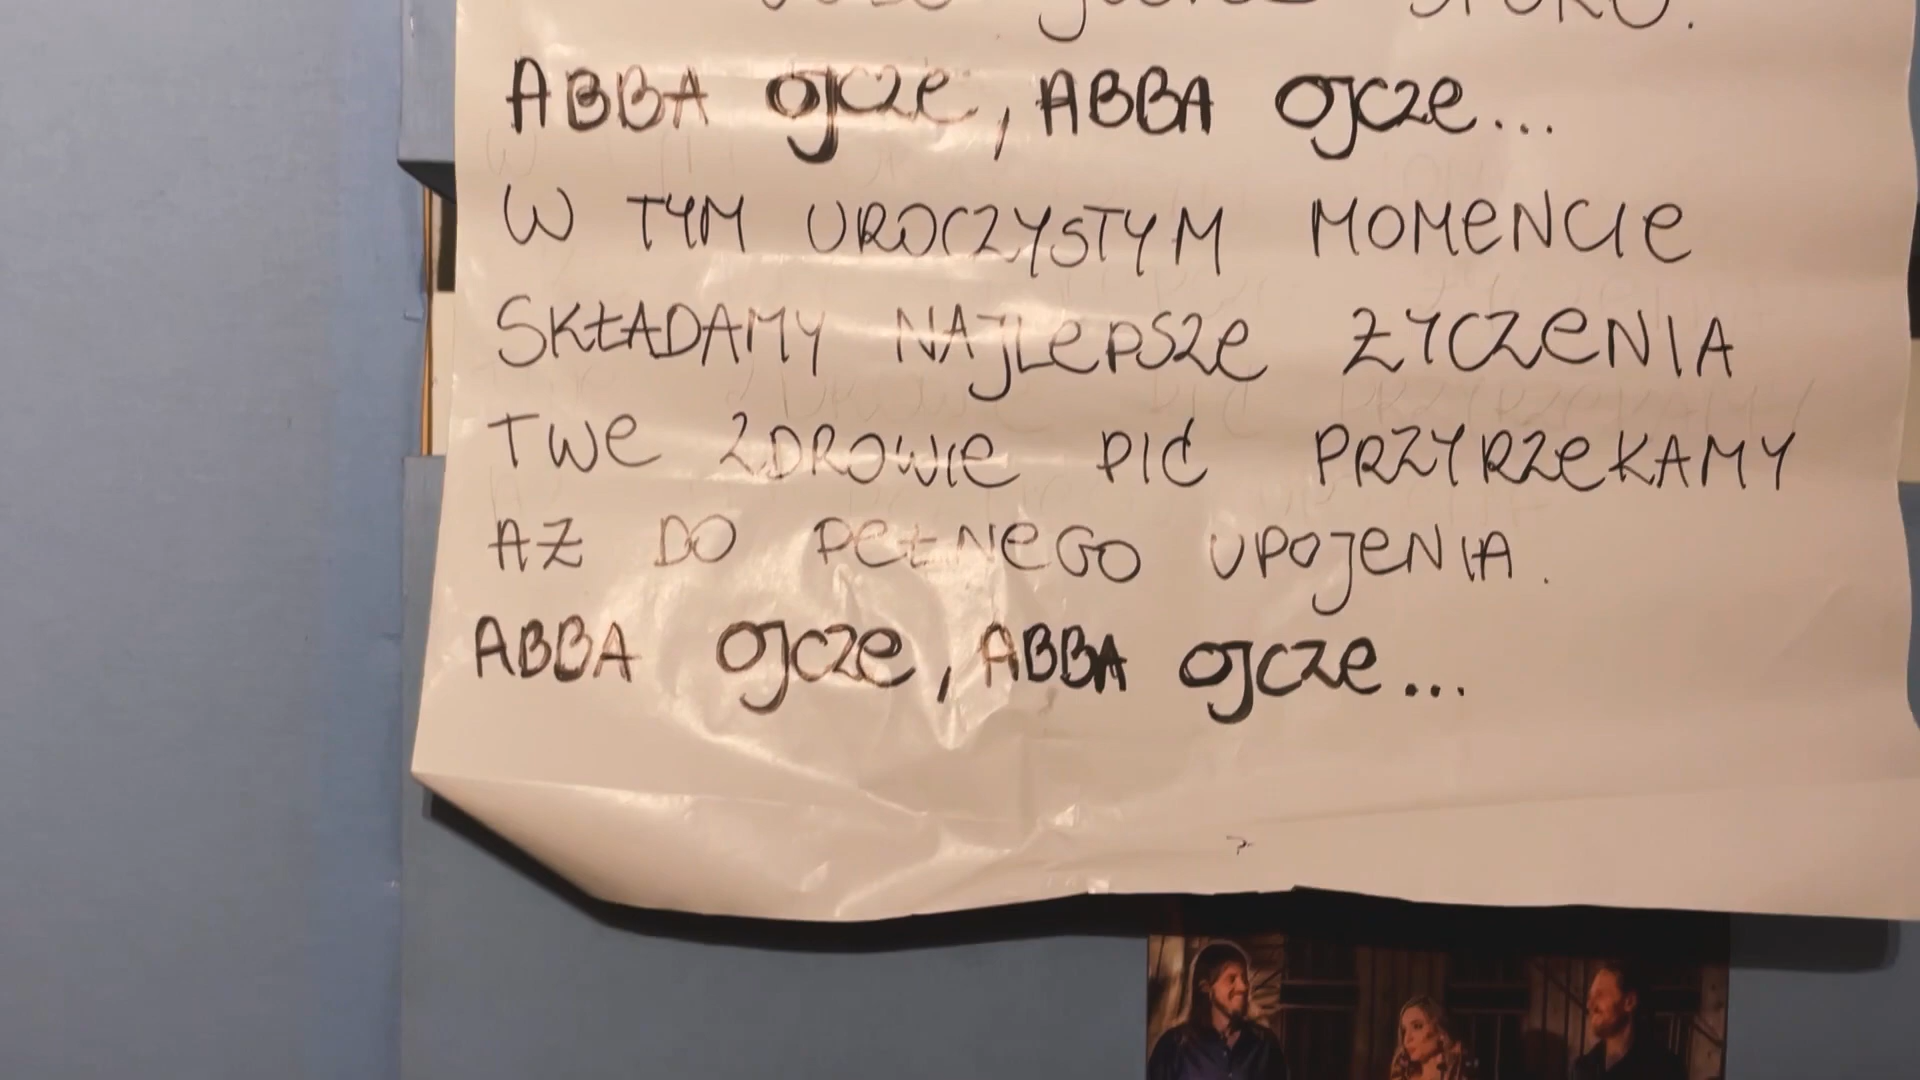 ABBA OJCZE, ABBA OJCZE...
W TYM UROCZYSTYM MOMENCIE
SKŁADAMY NAJLEPSZE ŻYCZENIA
TWE ZDROWIE PIĆ PRZYRZEKAMY
AŻ DO PEŁNEGO UPOJENIA.
ABBA OJCZE, ABBA OJCZE...